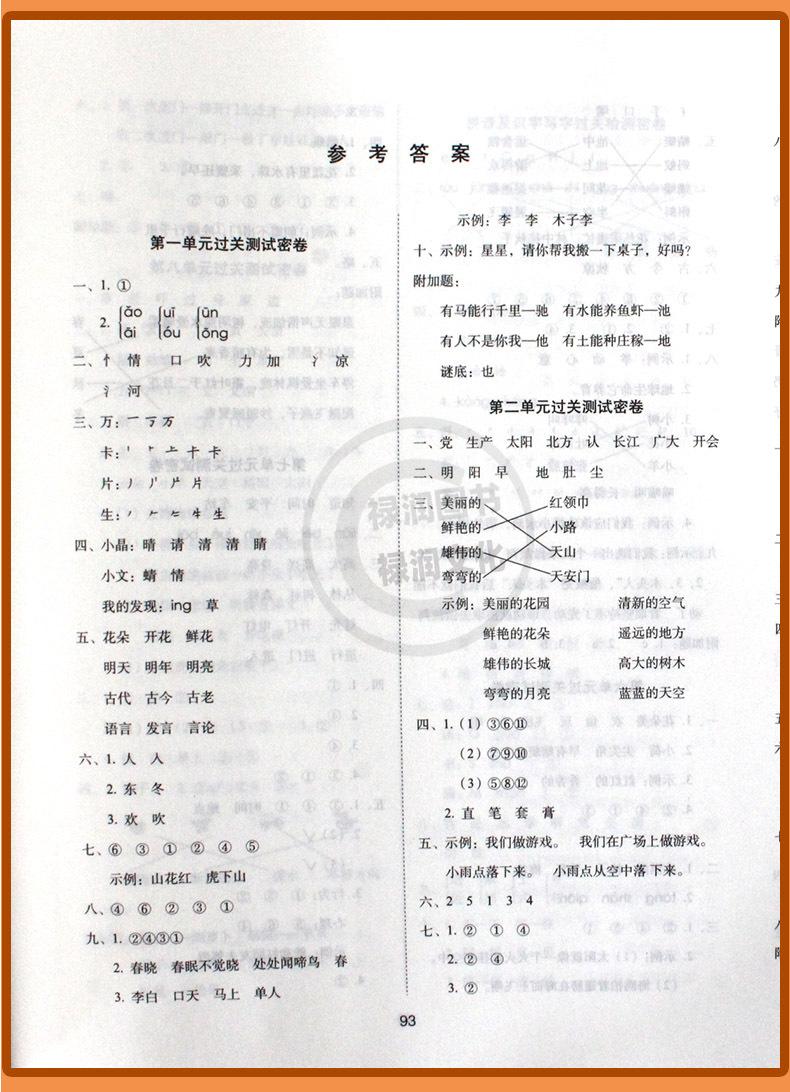 参考答案
第一单元过关测试密卷
一、1. ①
2. {ǎo {uī {ūn
{āi {óu {ōng
二、忄 情 口 吹 力 加 冫 凉
氵 河
三、万：一 丆 万
卡：
片：
生：
四、小晶：晴 请 清 清 睛
小文：蜻 情
我的发现：ing 草
五、花朵 开花 鲜花
明天 明年 明亮
古代 古今 古老
语言 发言 言论
六、1. 人 入
2. 东 冬
3. 欢 吹
七、⑥ ③ ① ② ④ ⑤
示例：山花红 虎下山
八、④ ⑥ ② ③ ①
九、1. ②④③①
2. 春晓 春眠不觉晓 处处闻啼鸟 春
3. 李白 口天 马上 单人
示例：李 李 木子李
十、示例：星星，请你帮我搬一下桌子，好吗？
附加题：
有马能行千里—驰 有水能养鱼虾—池
有人不是你我—他 有土能种庄稼—地
谜底：也
第二单元过关测试密卷
一、党 生产 太阳 北方 认 长江 广大 开会
二、明 阳 早 地 肚 尘
三、美丽的 红领巾
鲜艳的 小路
雄伟的 天山
弯弯的 天安门
示例：美丽的花园 清新的空气
鲜艳的花朵 遥远的地方
雄伟的长城 高大的树木
弯弯的月亮 蓝蓝的天空
四、1.（1）③⑥⑪
（2）⑦⑨⑩
（3）⑤⑧⑫
2. 直 笔 套 膏
五、示例：我们做游戏。 我们在广场上做游戏。
小雨点落下来。 小雨点从空中落下来。
六、2 5 1 3 4
七、1. ② ① ④
2. ② ④
3. ②
93
禄润图书
禄润文化